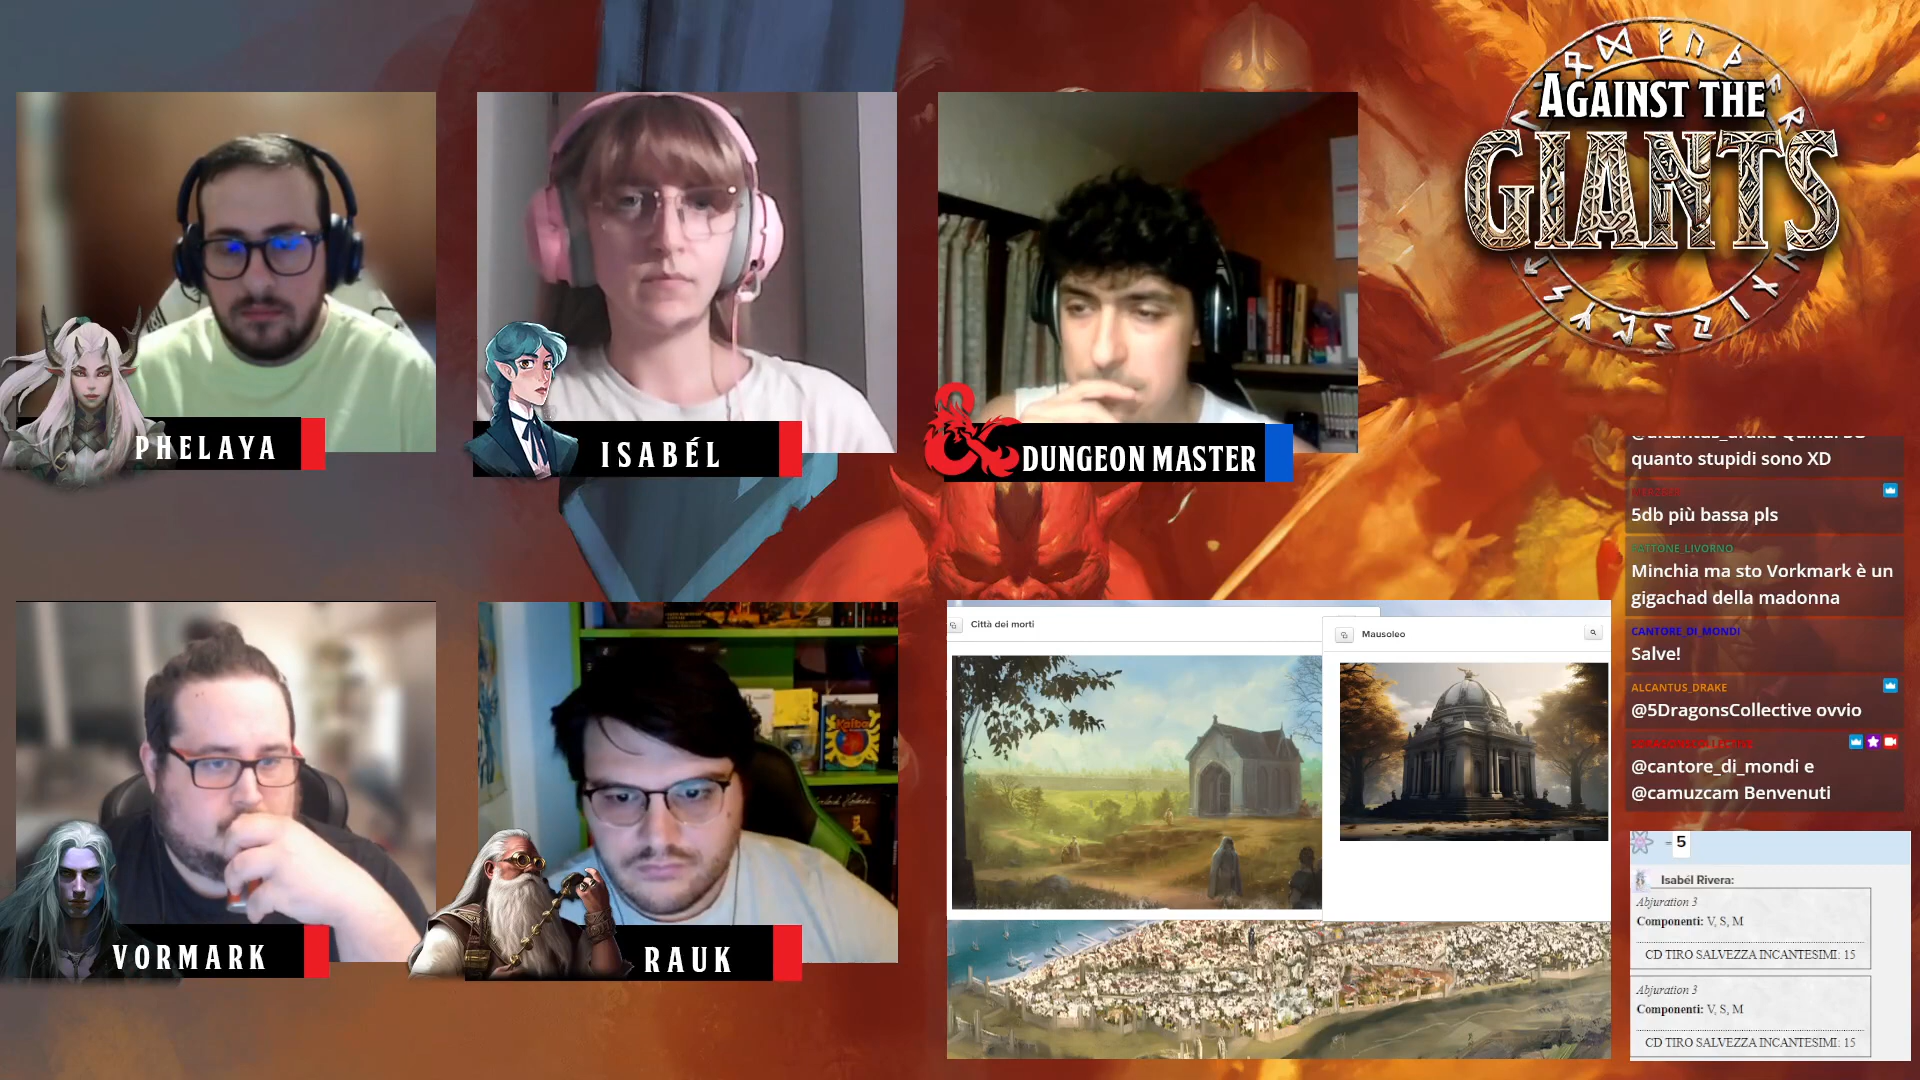 AGAINST THE
GIANTS
PHELAYA
ISABÉL
DUNGEON MASTER
VORMARK
RAUK
Kaiba
Città dei morti
Mausoleo
quanto stupidi sono XD
5db più bassa pls
Minchia ma sto Vorkmark è un
gigachad della madonna
CANTORE_DI_MONDI
Salve!
ALCANTUS_DRAKE
@5DragonsCollective ovvio
@cantore_di_mondi e
@camuzcam Benvenuti
= 5
Isabél Rivera:
Abjuration 3
Componenti: V, S, M
CD TIRO SALVEZZA INCANTESIMI: 15
Abjuration 3
Componenti: V, S, M
CD TIRO SALVEZZA INCANTESIMI: 15